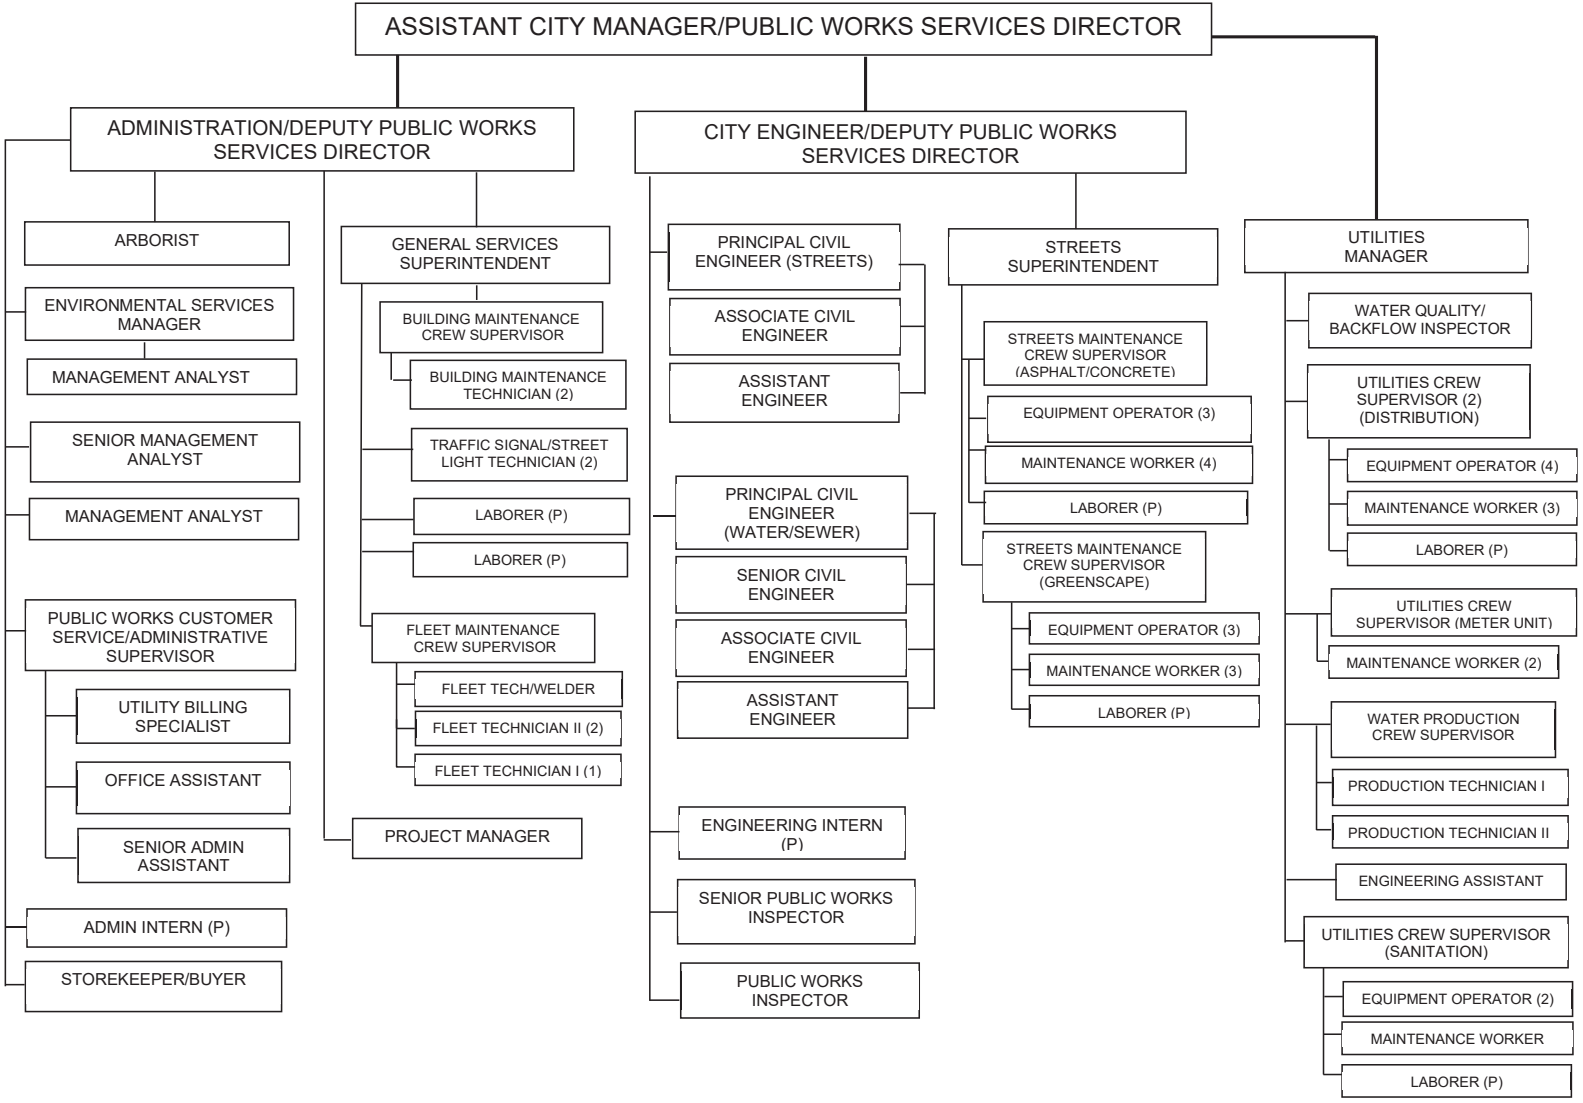 ASSISTANT CITY MANAGER/PUBLIC WORKS SERVICES DIRECTOR
ADMINISTRATION/DEPUTY PUBLIC WORKS
SERVICES DIRECTOR
ARBORIST
ENVIRONMENTAL SERVICES
MANAGER
MANAGEMENT ANALYST
SENIOR MANAGEMENT
ANALYST
MANAGEMENT ANALYST
PUBLIC WORKS CUSTOMER
SERVICE/ADMINISTRATIVE
SUPERVISOR
UTILITY BILLING
SPECIALIST
OFFICE ASSISTANT
SENIOR ADMIN
ASSISTANT
ADMIN INTERN (P)
STOREKEEPER/BUYER
GENERAL SERVICES
SUPERINTENDENT
BUILDING MAINTENANCE
CREW SUPERVISOR
BUILDING MAINTENANCE
TECHNICIAN (2)
TRAFFIC SIGNAL/STREET
LIGHT TECHNICIAN (2)
LABORER (P)
LABORER (P)
FLEET MAINTENANCE
CREW SUPERVISOR
FLEET TECH/WELDER
FLEET TECHNICIAN II (2)
FLEET TECHNICIAN I (1)
PROJECT MANAGER
CITY ENGINEER/DEPUTY PUBLIC WORKS
SERVICES DIRECTOR
PRINCIPAL CIVIL
ENGINEER (STREETS)
ASSOCIATE CIVIL
ENGINEER
ASSISTANT
ENGINEER
PRINCIPAL CIVIL
ENGINEER
(WATER/SEWER)
SENIOR CIVIL
ENGINEER
ASSOCIATE CIVIL
ENGINEER
ASSISTANT
ENGINEER
ENGINEERING INTERN
(P)
SENIOR PUBLIC WORKS
INSPECTOR
PUBLIC WORKS
INSPECTOR
STREETS
SUPERINTENDENT
STREETS MAINTENANCE
CREW SUPERVISOR
(ASPHALT/CONCRETE)
EQUIPMENT OPERATOR (3)
MAINTENANCE WORKER (4)
LABORER (P)
STREETS MAINTENANCE
CREW SUPERVISOR
(GREENSCAPE)
EQUIPMENT OPERATOR (3)
MAINTENANCE WORKER (3)
LABORER (P)
UTILITIES
MANAGER
WATER QUALITY/
BACKFLOW INSPECTOR
UTILITIES CREW
SUPERVISOR (2)
(DISTRIBUTION)
EQUIPMENT OPERATOR (4)
MAINTENANCE WORKER (3)
LABORER (P)
UTILITIES CREW
SUPERVISOR (METER UNIT)
MAINTENANCE WORKER (2)
WATER PRODUCTION
CREW SUPERVISOR
PRODUCTION TECHNICIAN I
PRODUCTION TECHNICIAN II
ENGINEERING ASSISTANT
UTILITIES CREW SUPERVISOR
(SANITATION)
EQUIPMENT OPERATOR (2)
MAINTENANCE WORKER
LABORER (P)